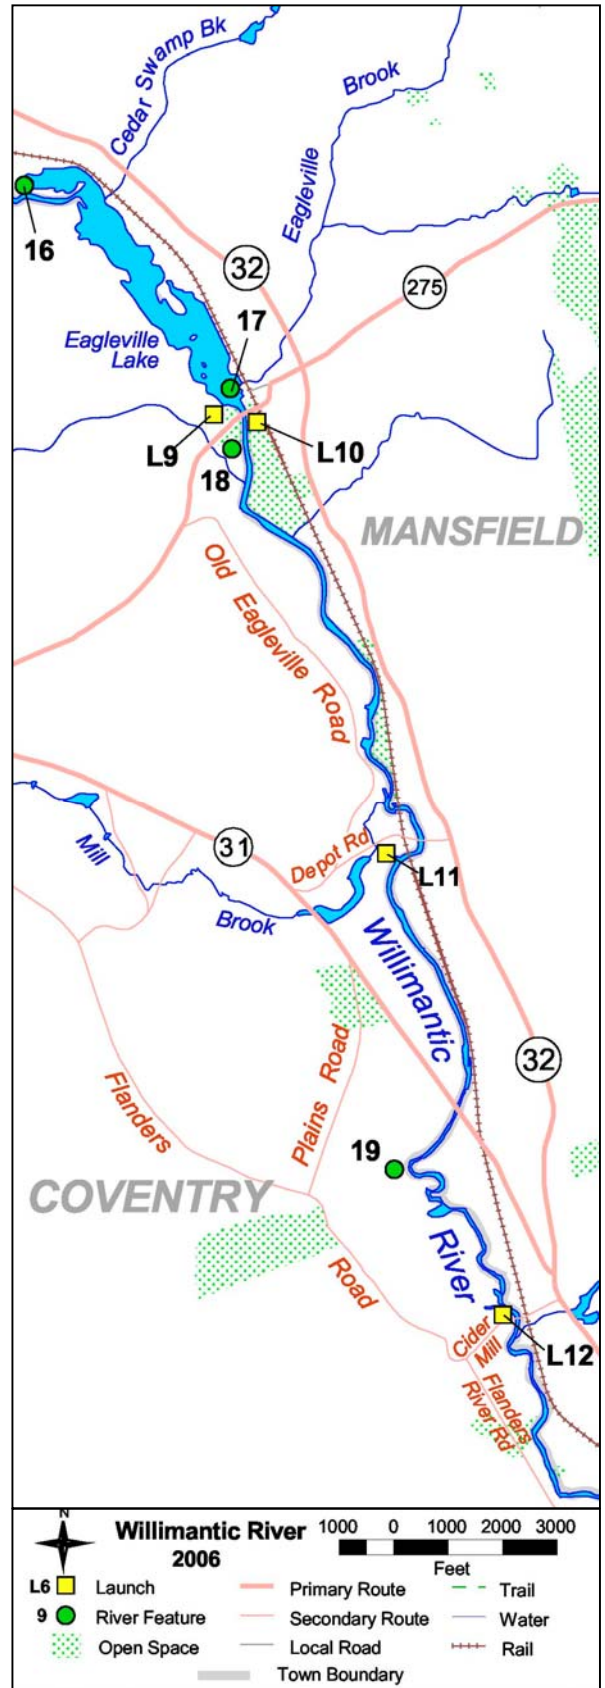 Cedar Swamp Bk
Brook
Eagleville
16
32
275
17
Eagleville
Lake
L9
L10
18
MANSFIELD
Old Eagleville Road
31
Depot Rd
Mill
L11
Brook
Willimantic
32
Plains Road
Flanders
19
COVENTRY
River
Road
Cider
Mill
L12
Flanders
River Rd
N
Willimantic River
2006
1000 0 1000 2000 3000
Feet
L6 Launch
Primary Route
Trail
9 River Feature
Secondary Route
Water
Open Space
Local Road
Rail
Town Boundary